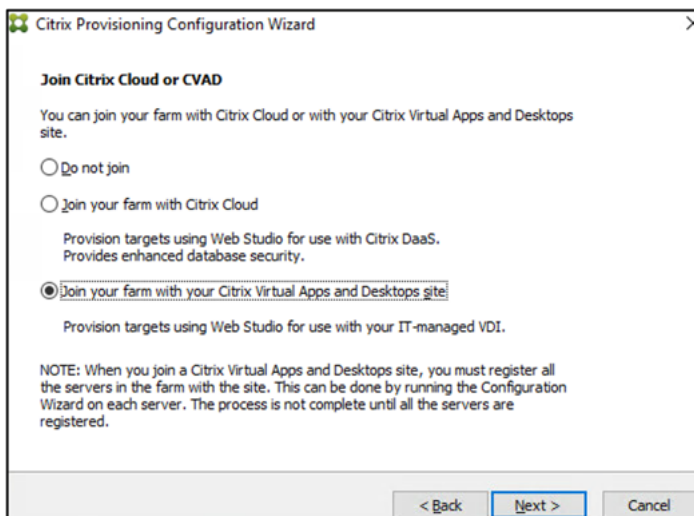 Citrix Provisioning Configuration Wizard
Join Citrix Cloud or CVAD
You can join your farm with Citrix Cloud or with your Citrix Virtual Apps and Desktops
site.
Do not join
Join your farm with Citrix Cloud
Provision targets using Web Studio for use with Citrix DaaS.
Provides enhanced database security.
Join your farm with your Citrix Virtual Apps and Desktops site
Provision targets using Web Studio for use with your IT-managed VDI.
NOTE: When you join a Citrix Virtual Apps and Desktops site, you must register all
the servers in the farm with the site. This can be done by running the Configuration
Wizard on each server. The process is not complete until all the servers are
registered.
< Back Next > Cancel